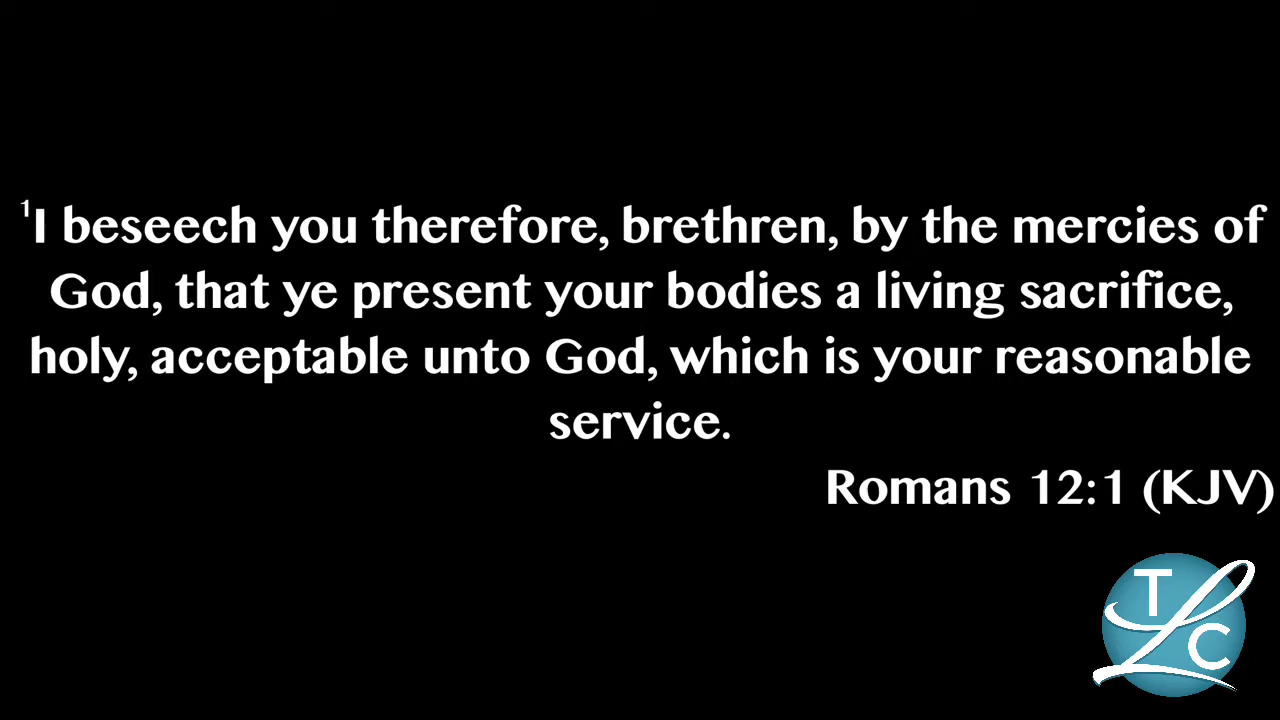 ¹I beseech you therefore, brethren, by the mercies of
God, that ye present your bodies a living sacrifice,
holy, acceptable unto God, which is your reasonable
service.
Romans 12:1 (KJV)
TLC